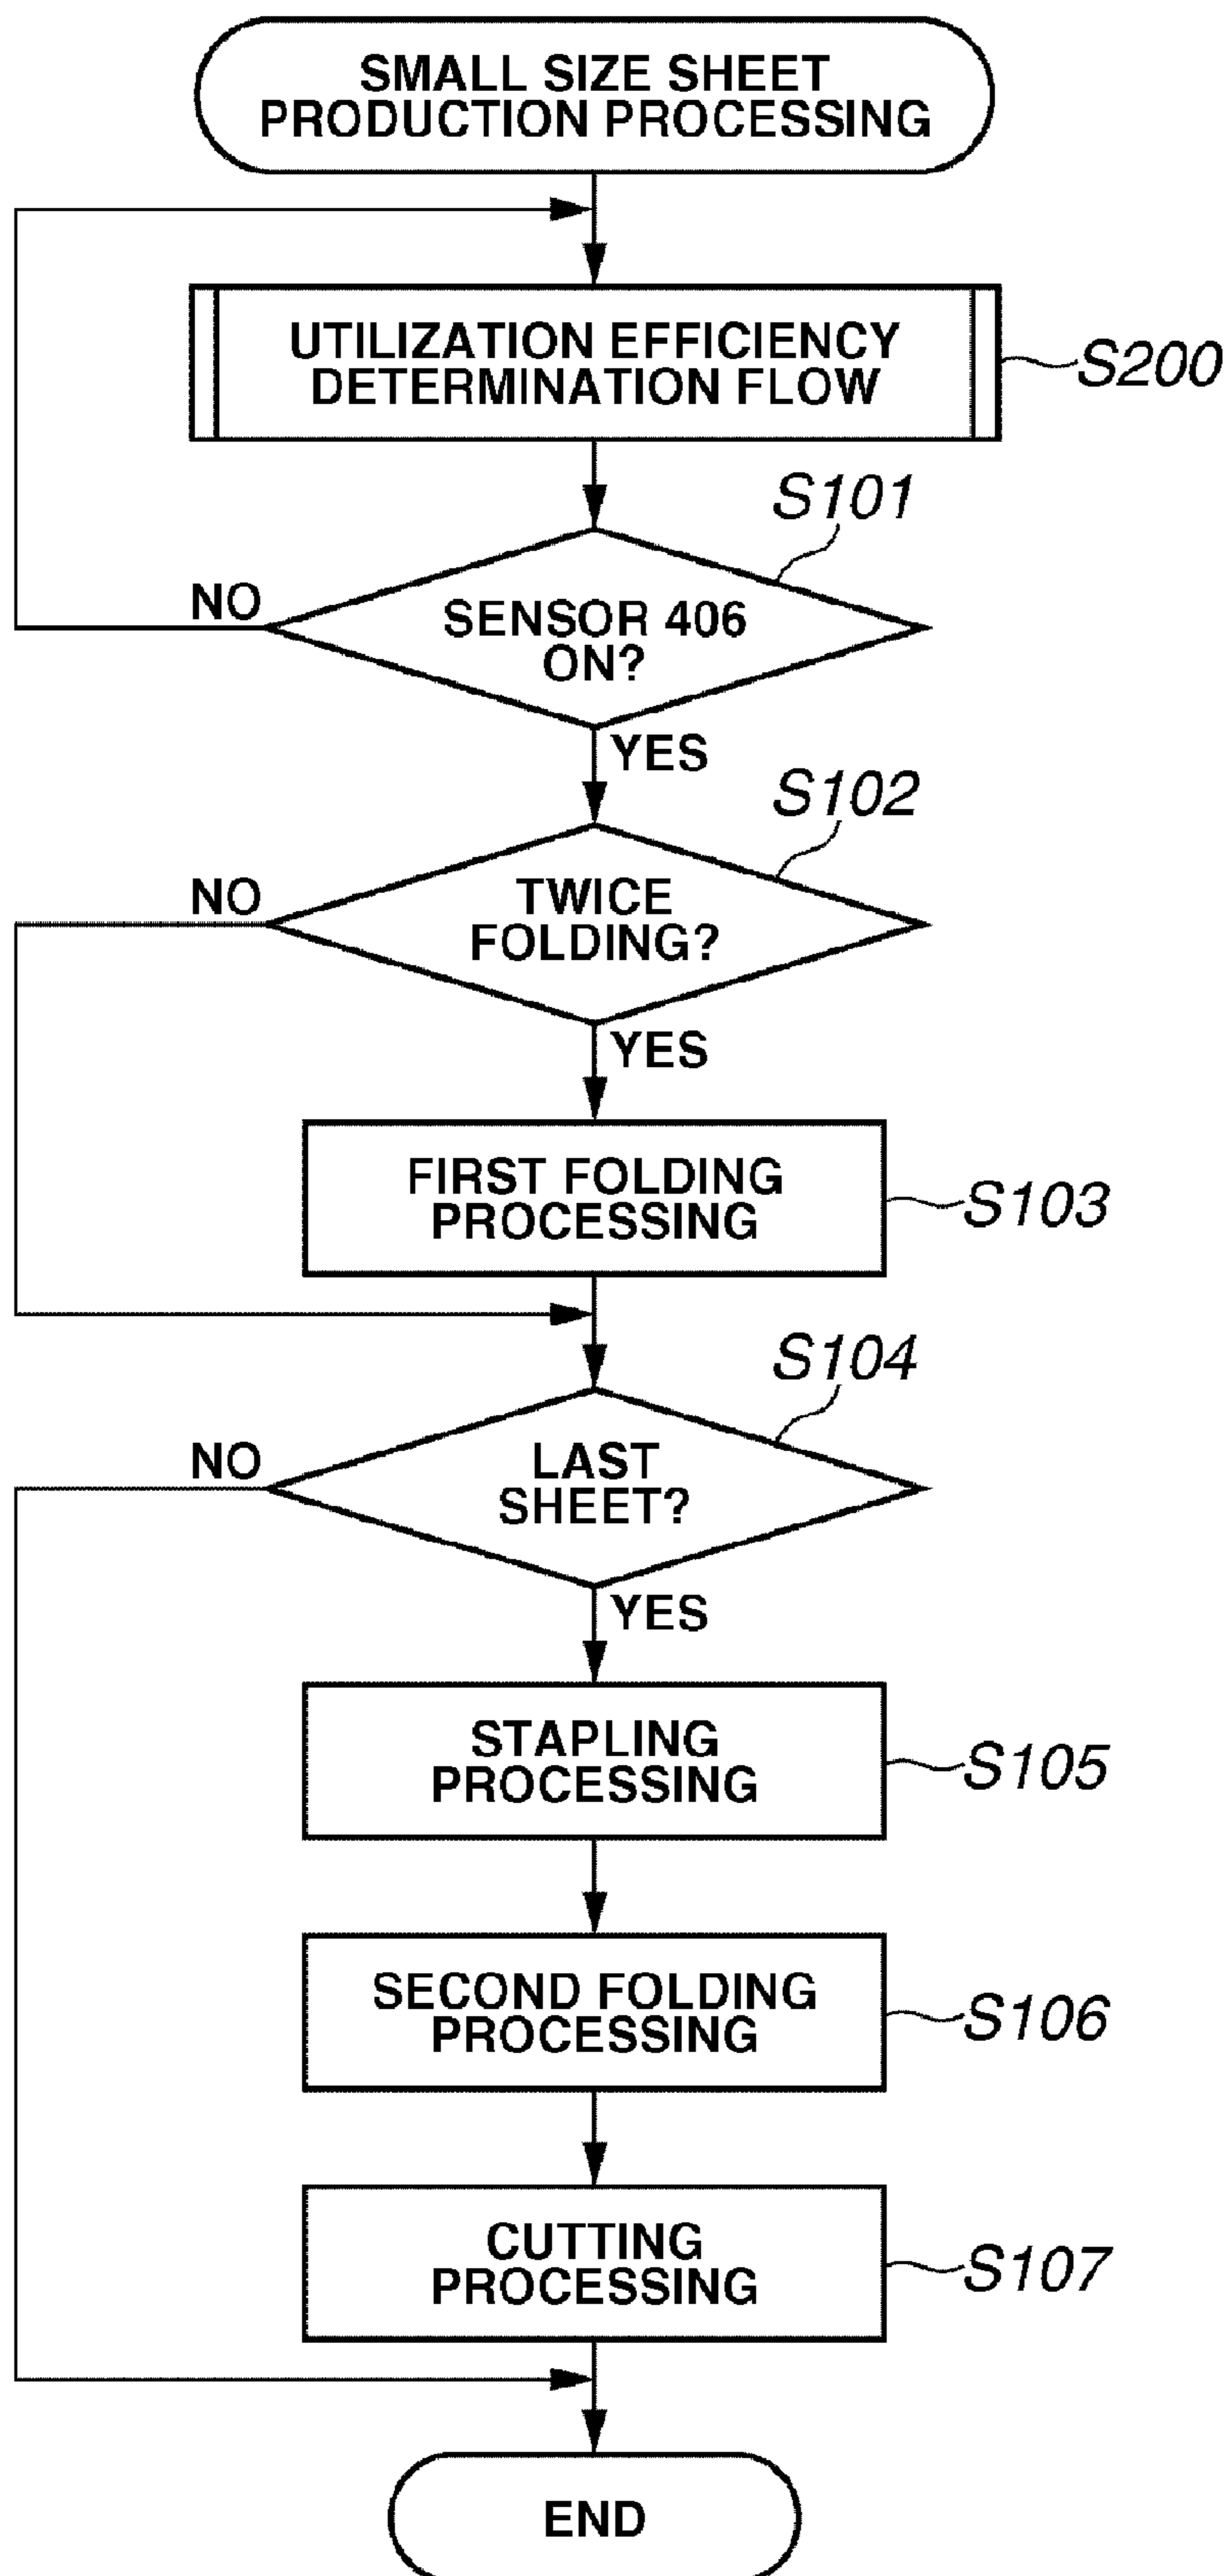 SMALL SIZE SHEET
PRODUCTION PROCESSING
UTILIZATION EFFICIENCY
DETERMINATION FLOW
S200
S101
NO
SENSOR 406
ON?
YES
S102
NO
TWICE
FOLDING?
YES
FIRST FOLDING
PROCESSING
S103
S104
NO
LAST
SHEET?
YES
STAPLING
PROCESSING
S105
SECOND FOLDING
PROCESSING
S106
CUTTING
PROCESSING
S107
END